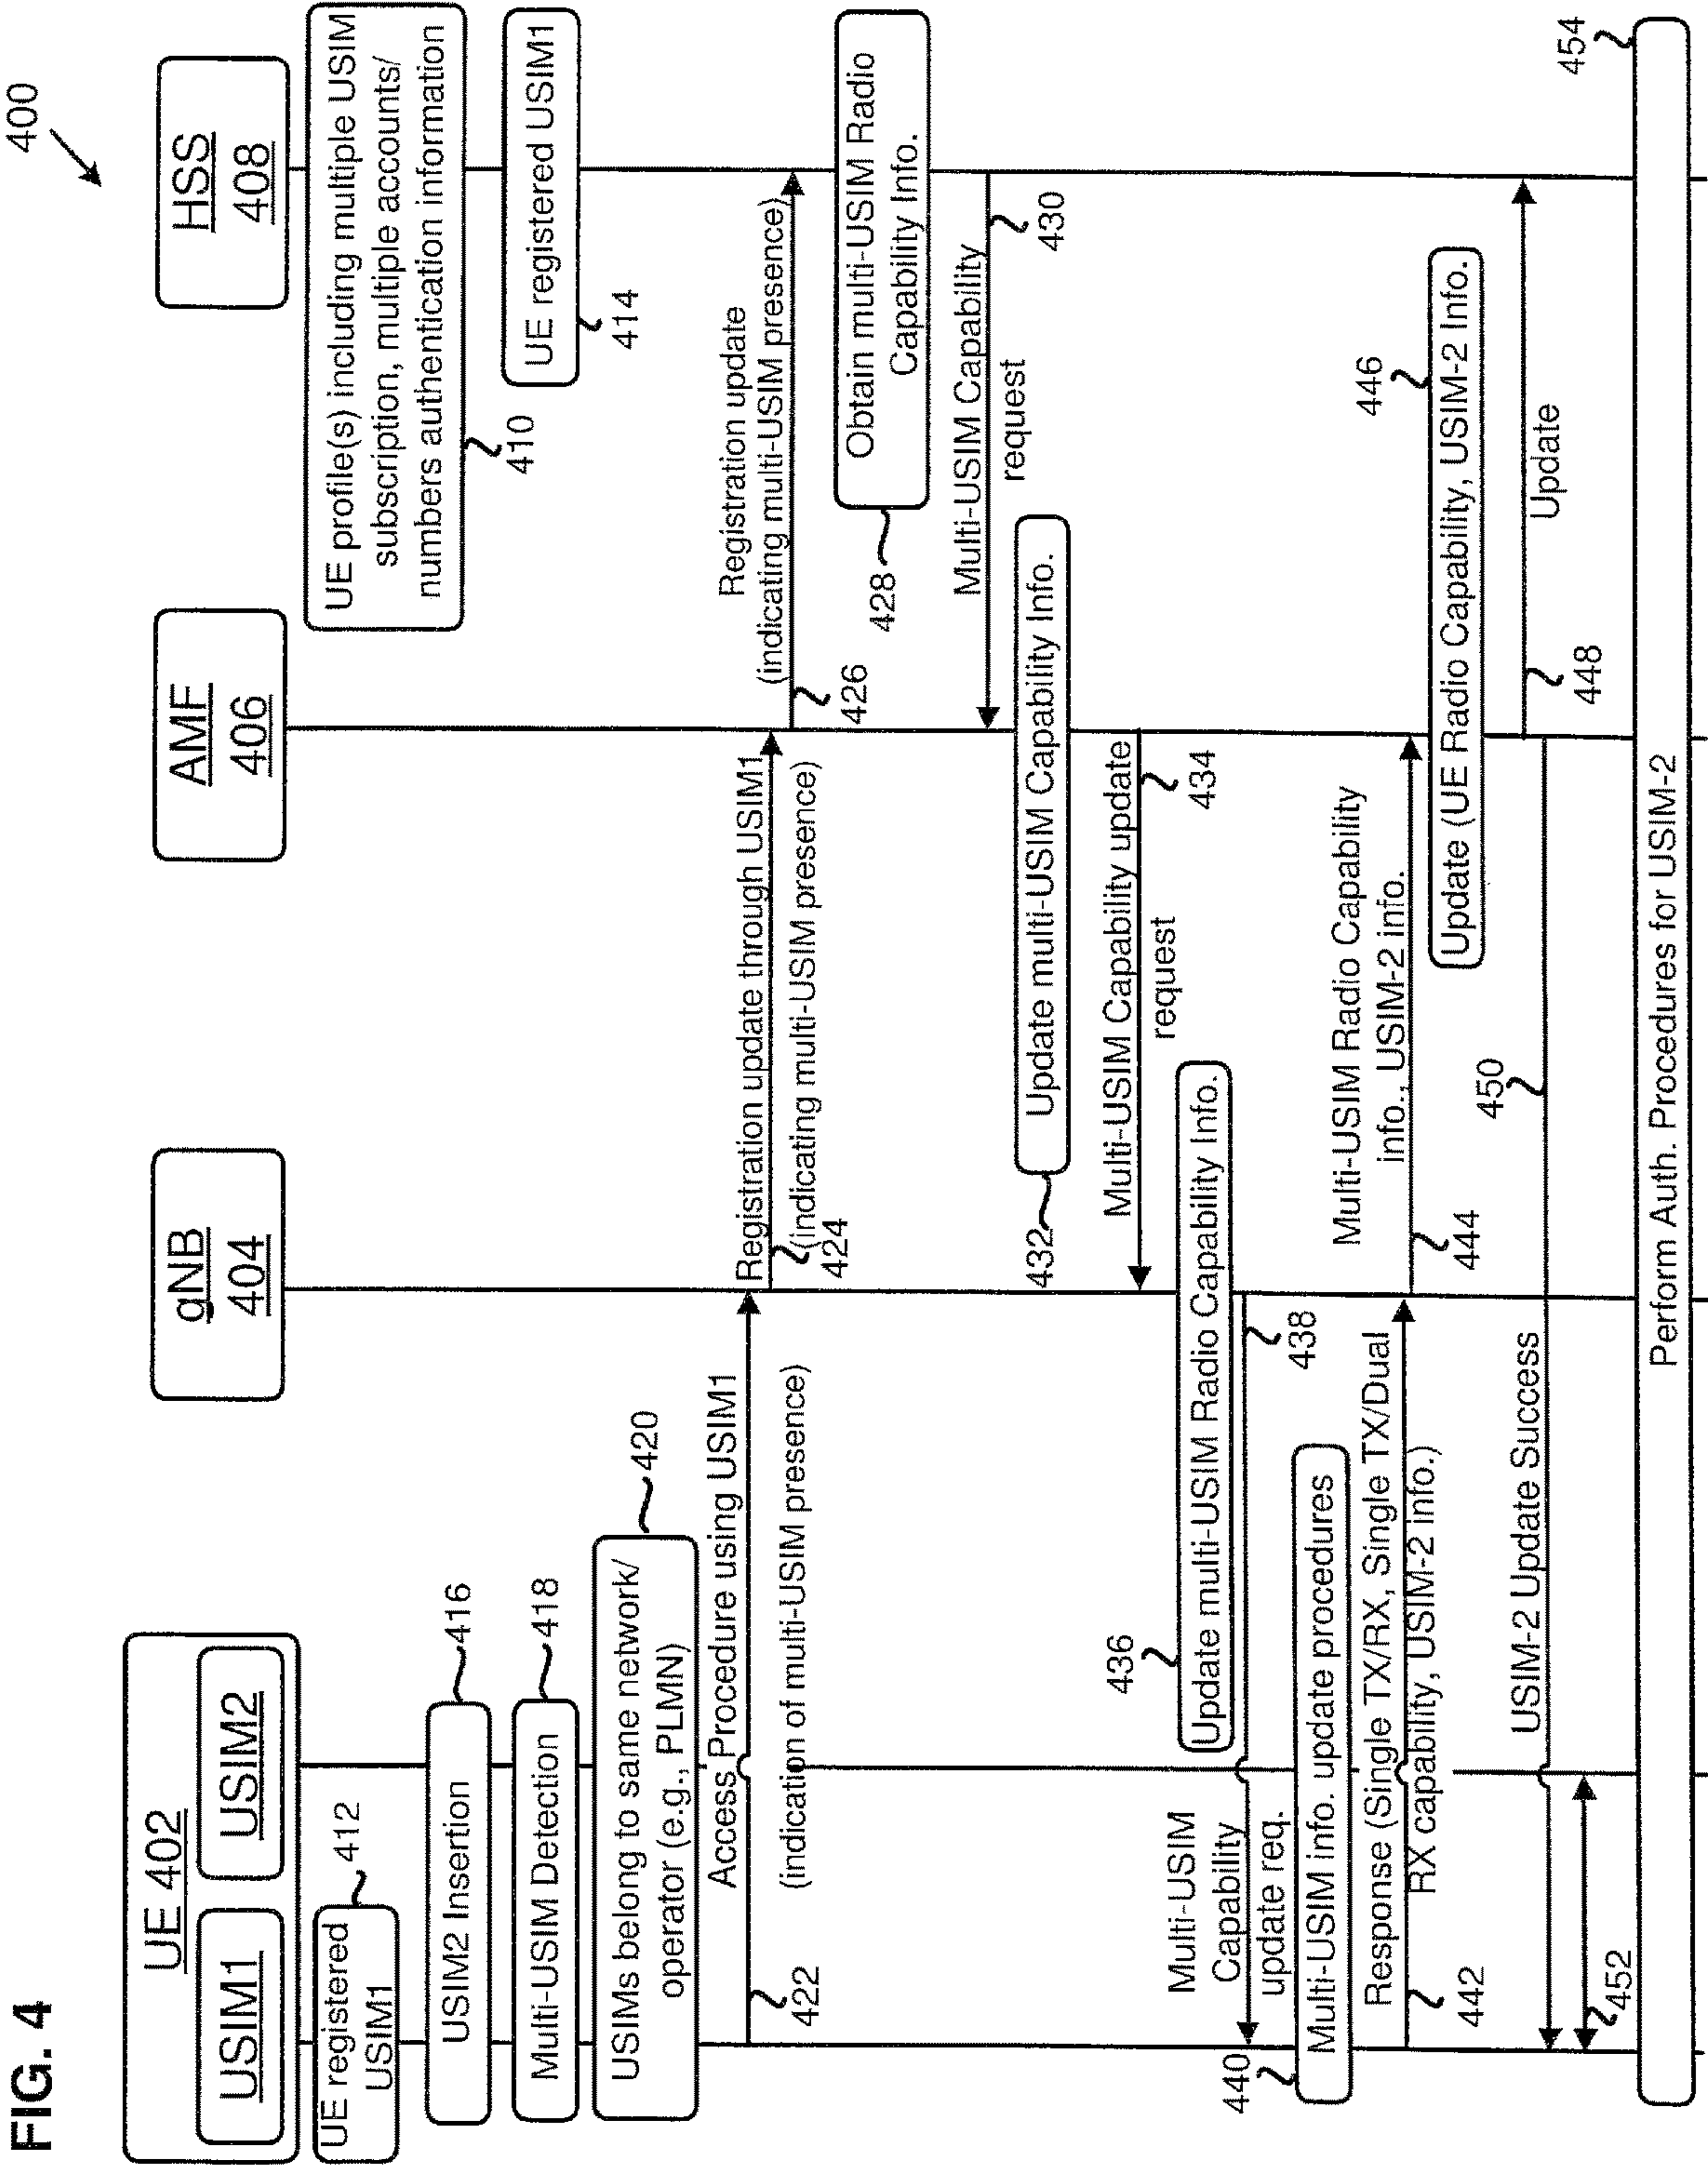 FIG. 4
400
UE 402
USIM1
USIM2
gNB
404
AMF
406
HSS
408
UE profile(s) including multiple USIM
subscription, multiple accounts/
numbers authentication information
410
UE registered
USIM1
412
UE registered USIM1
414
USIM2 Insertion
416
Multi-USIM Detection
418
USIMs belong to same network/
operator (e.g., PLMN)
420
Access Procedure using USIM1
(indication of multi-USIM presence)
422
Registration update through USIM1
(indicating multi-USIM presence)
424
Registration update
(indicating multi-USIM presence)
426
Obtain multi-USIM Radio
Capability Info.
428
Multi-USIM Capability
request
430
Update multi-USIM Capability Info.
432
Multi-USIM Capability update
request
434
Update multi-USIM Radio Capability Info.
436
Multi-USIM
Capability
update req.
438
Multi-USIM info. update procedures
440
Response (Single TX/RX, Single TX/Dual
RX capability, USIM-2 info.)
442
Multi-USIM Radio Capability
info., USIM-2 info.
444
Update (UE Radio Capability, USIM-2 Info.
446
Update
448
USIM-2 Update Success
450
452
Perform Auth. Procedures for USIM-2
454